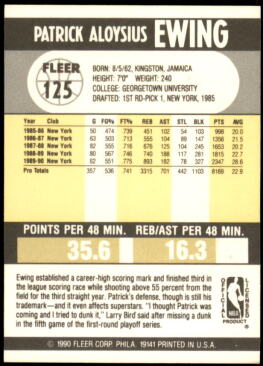 PATRICK ALOYSIUS EWING
FLEER
125
BORN: 8/5/62, KINGSTON, JAMAICA
HEIGHT: 7'0" WEIGHT: 240
COLLEGE: GEORGETOWN UNIVERSITY
DRAFTED: 1ST RD-PICK 1, NEW YORK, 1985
Year Club G FG% FT% REB AST STL BLK PTS AVG
1985-86 New York 50 .474 .739 451 102 54 103 998 20.0
1986-87 New York 63 .503 .713 555 104 89 147 1356 21.5
1987-88 New York 82 .555 .716 676 125 104 245 1653 20.2
1988-89 New York 80 .567 .746 740 188 117 281 1815 22.7
1989-90 New York 82 .551 .775 893 182 78 327 2347 28.6
Pro Totals 357 .536 .741 3315 701 442 1103 8169 22.9
POINTS PER 48 MIN. REB/AST PER 48 MIN.
35.6 16.3
Ewing established a career-high scoring mark and finished third in
the league scoring race while shooting above 55 percent from
the field for the third straight year. Patrick's defense, though, is still
his trademark—and it even affects superstars. "I thought Patrick was
coming and I tried to dunk it," Larry Bird said after missing a dunk
in the fifth game of the first-round playoff series.
OFFICIAL LICENSED
NBA
PRODUCT
© 1990 FLEER CORP. PHILA. 19141 PRINTED IN U.S.A.